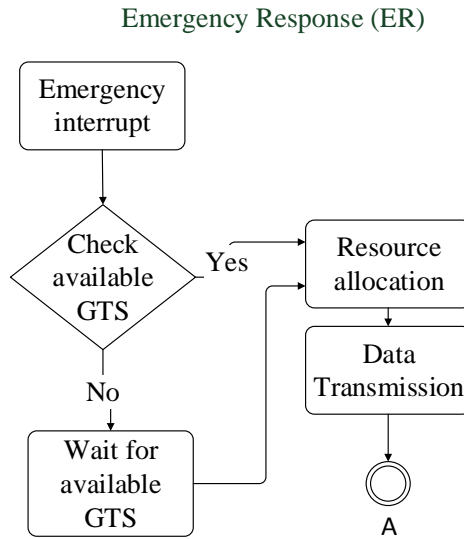 Emergency Response (ER)
Emergency
interrupt
Check
available
GTS
Yes
Resource
allocation
No
Data
Transmission
Wait for
available
GTS
A